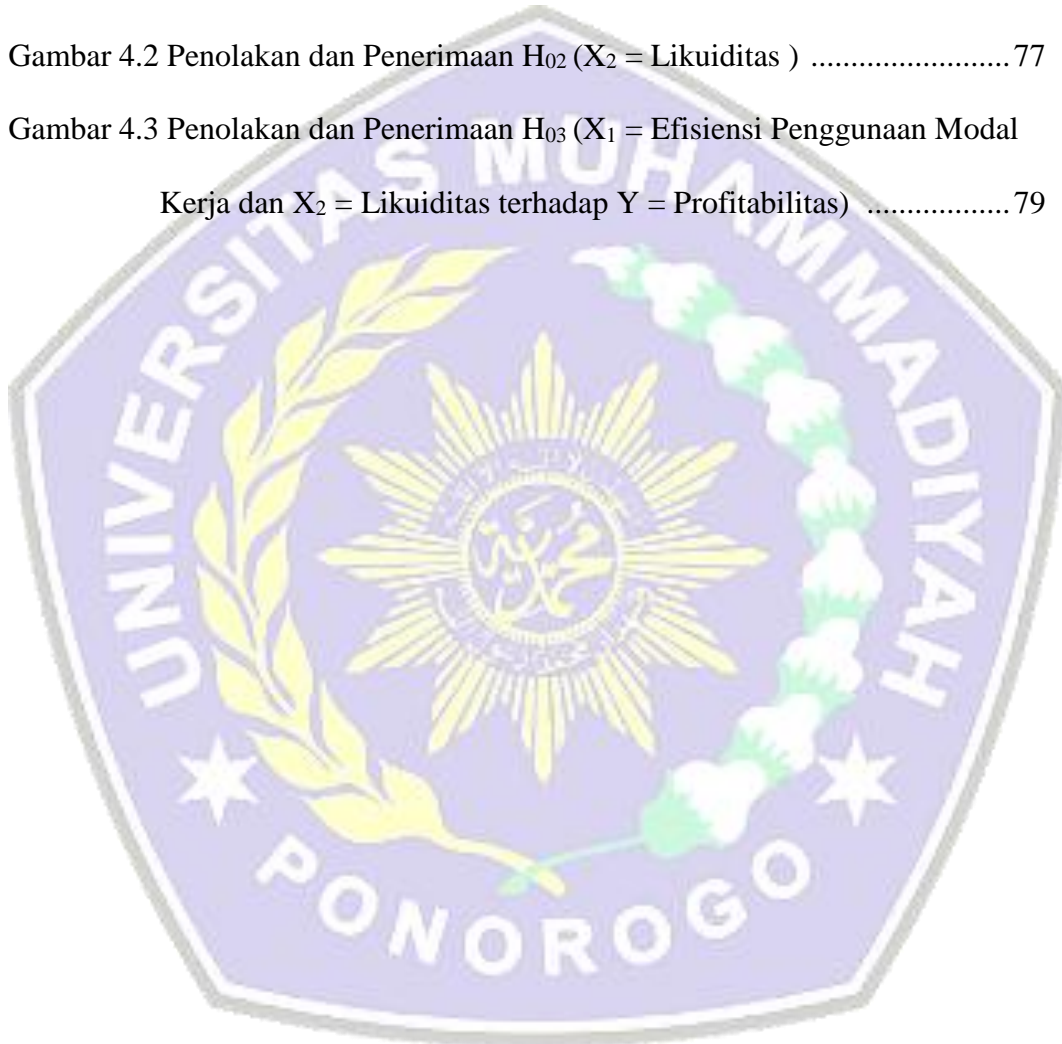 Gambar 4.2 Penolakan dan Penerimaan H₀₂ (X₂ = Likuiditas ) ......................... 77
Gambar 4.3 Penolakan dan Penerimaan H₀₃ (X₁ = Efisiensi Penggunaan Modal
Kerja dan X₂ = Likuiditas terhadap Y = Profitabilitas) .................. 79
UNIVERSITAS MUHAMMADIYAH
PONOROGO